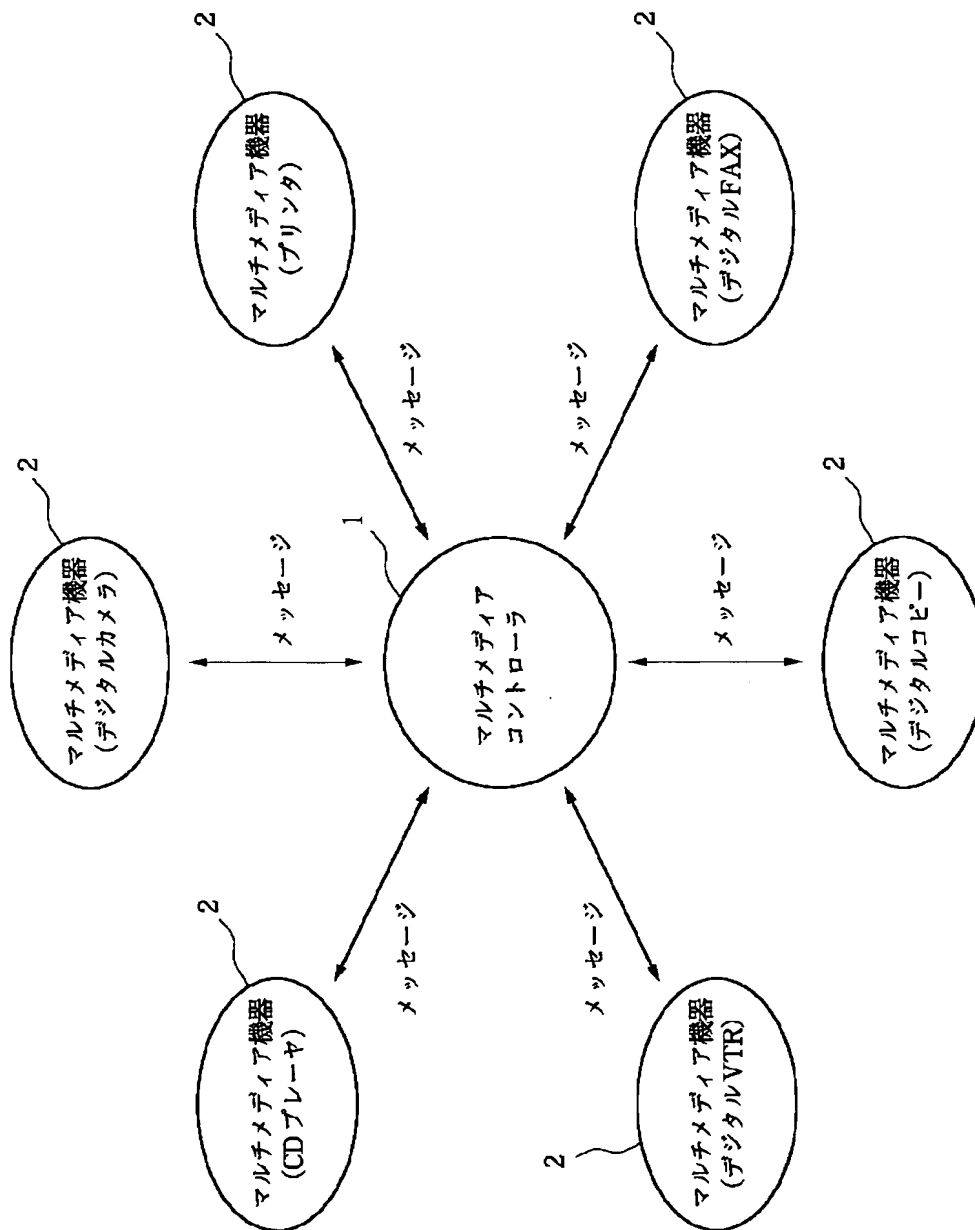 マルチメディア機器
(デジタルカメラ)
2
マルチメディア機器
(CDプレーヤ)
2
マルチメディア機器
(プリンタ)
2
メッセージ
メッセージ
メッセージ
マルチメディア
コントローラ
1
メッセージ
メッセージ
メッセージ
マルチメディア機器
(デジタルVTR)
2
マルチメディア機器
(デジタルFAX)
2
マルチメディア機器
(デジタルコピー)
2